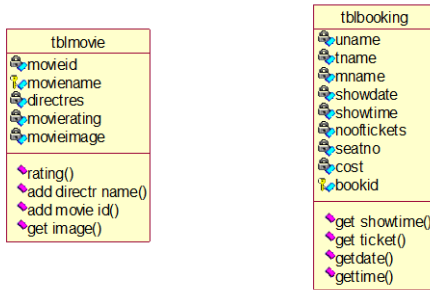 tblmovie
movieid
moviename
directres
movierating
movieimage
rating()
add directr name()
add movie id()
get image()
tblbooking
uname
tname
mname
showdate
showtime
nooftickets
seatno
cost
bookid
get showtime()
get ticket()
getdate()
gettime()